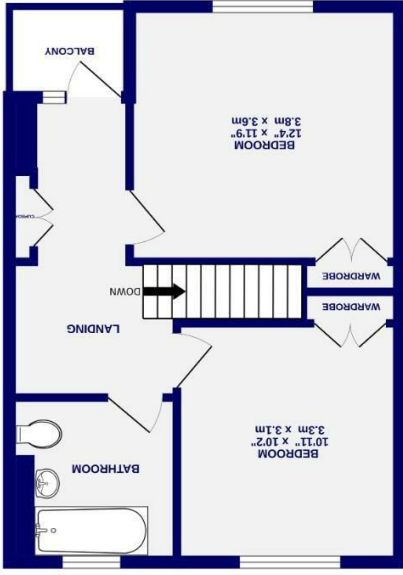 BEDROOM
10'11" x 10'2"
3.3m x 3.1m
BATHROOM
LANDING
WARDROBE
DOWN
WARDROBE
BEDROOM
12'4" x 11'9"
3.8m x 3.6m
BALCONY